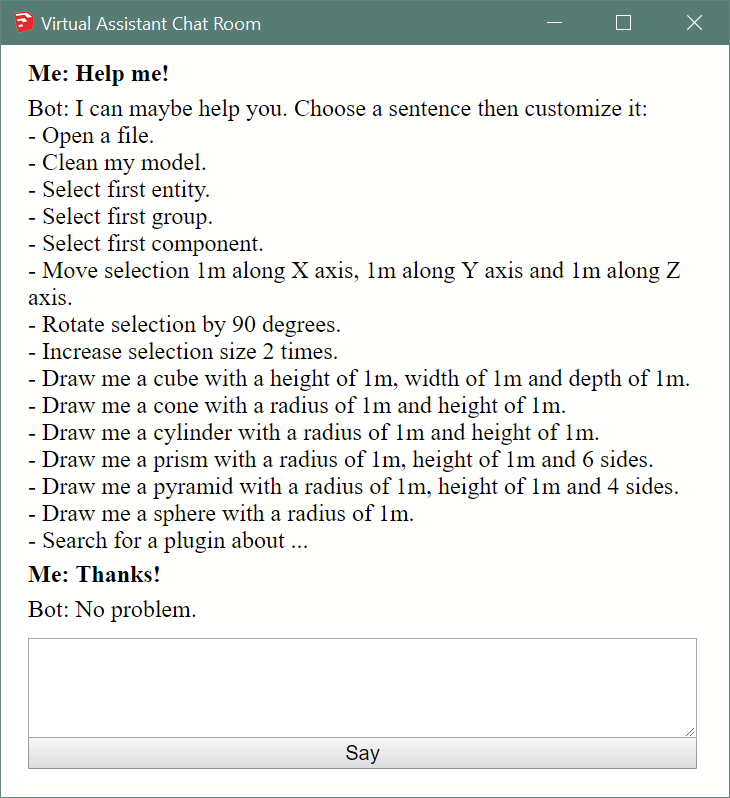 Virtual Assistant Chat Room
Me: Help me!
Bot: I can maybe help you. Choose a sentence then customize it:
- Open a file.
- Clean my model.
- Select first entity.
- Select first group.
- Select first component.
- Move selection 1m along X axis, 1m along Y axis and 1m along Z
axis.
- Rotate selection by 90 degrees.
- Increase selection size 2 times.
- Draw me a cube with a height of 1m, width of 1m and depth of 1m.
- Draw me a cone with a radius of 1m and height of 1m.
- Draw me a cylinder with a radius of 1m and height of 1m.
- Draw me a prism with a radius of 1m, height of 1m and 6 sides.
- Draw me a pyramid with a radius of 1m, height of 1m and 4 sides.
- Draw me a sphere with a radius of 1m.
- Search for a plugin about ...
Me: Thanks!
Bot: No problem.
Say